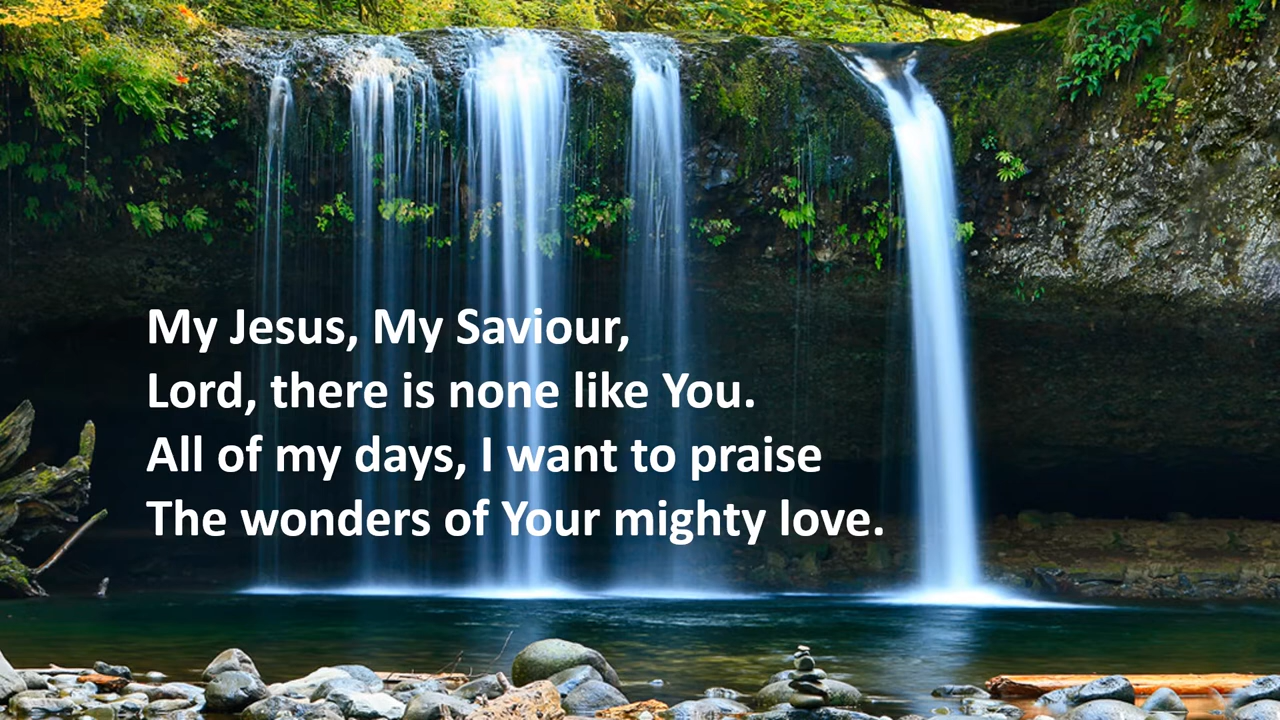 My Jesus, My Saviour,
Lord, there is none like You.
All of my days, I want to praise
The wonders of Your mighty love.